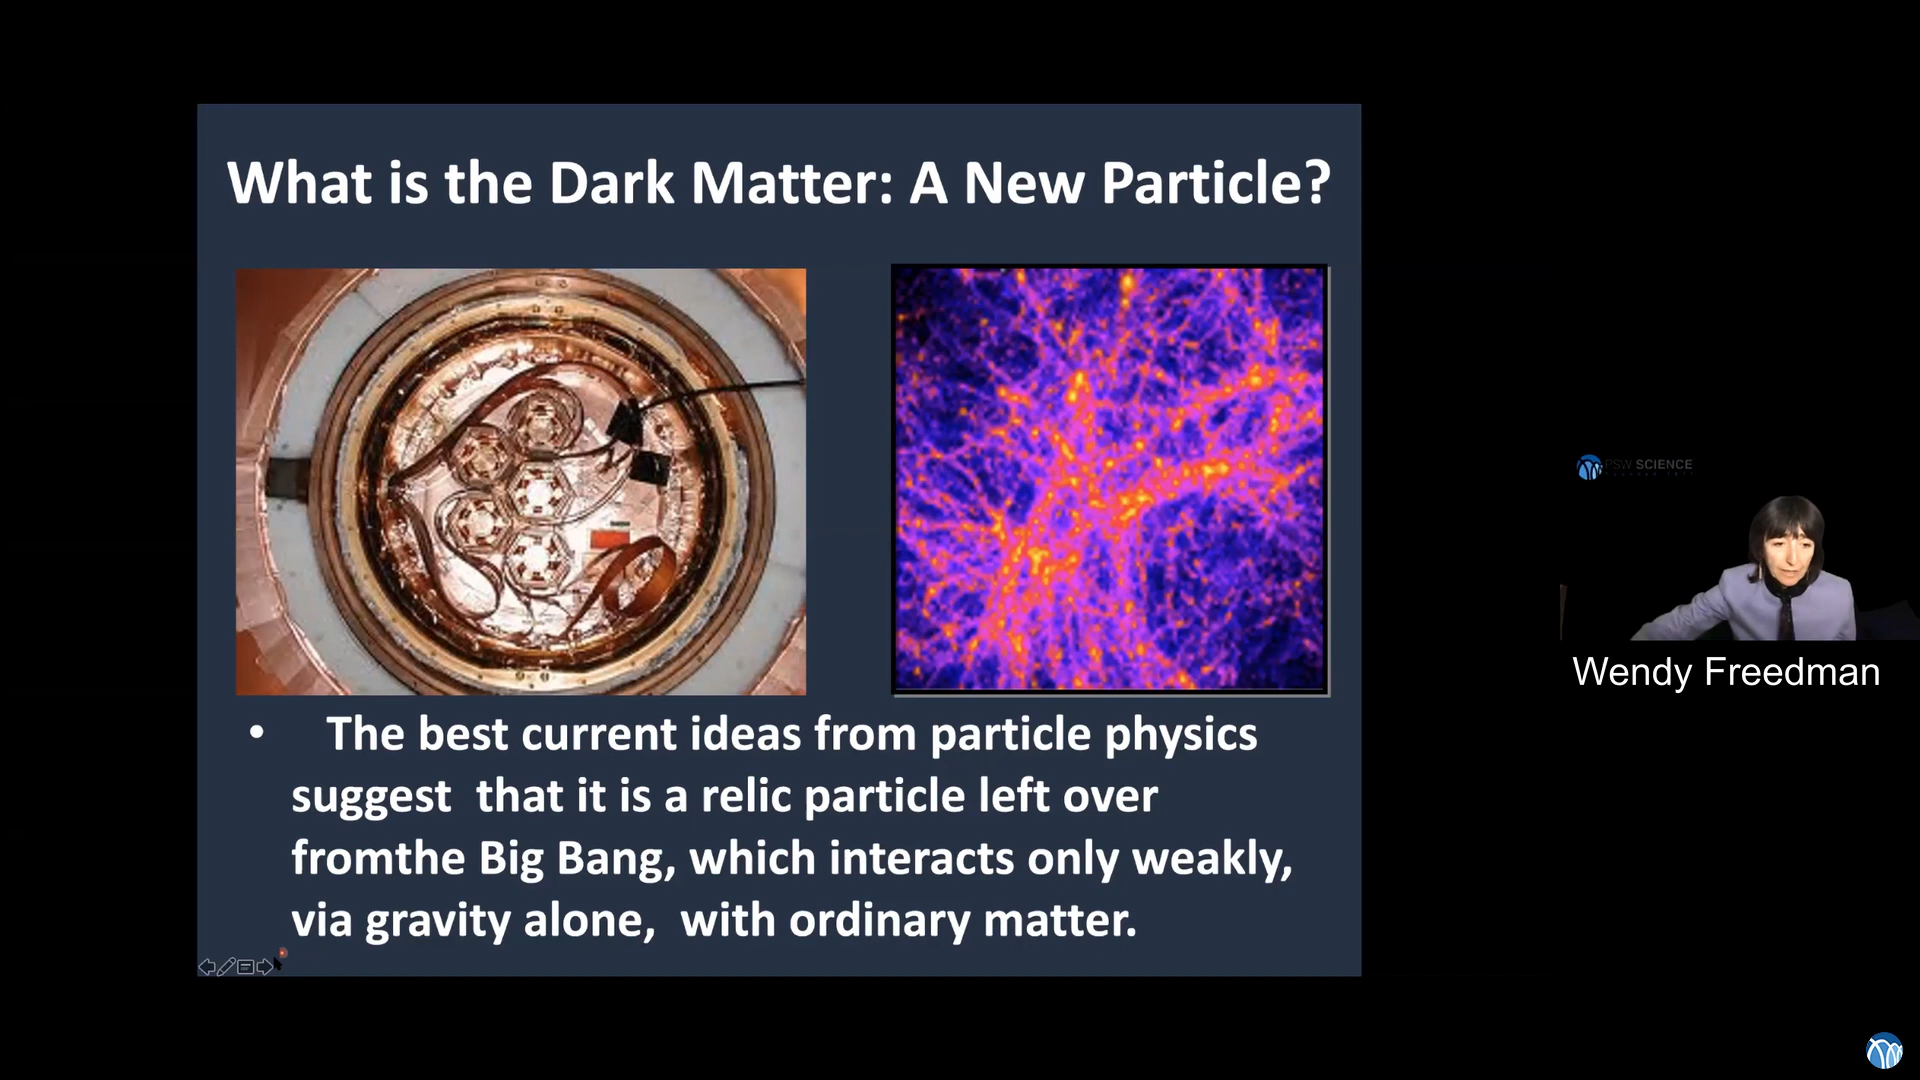 What is the Dark Matter: A New Particle?
• The best current ideas from particle physics
suggest that it is a relic particle left over
fromthe Big Bang, which interacts only weakly,
via gravity alone, with ordinary matter.
PSW SCIENCE
Wendy Freedman